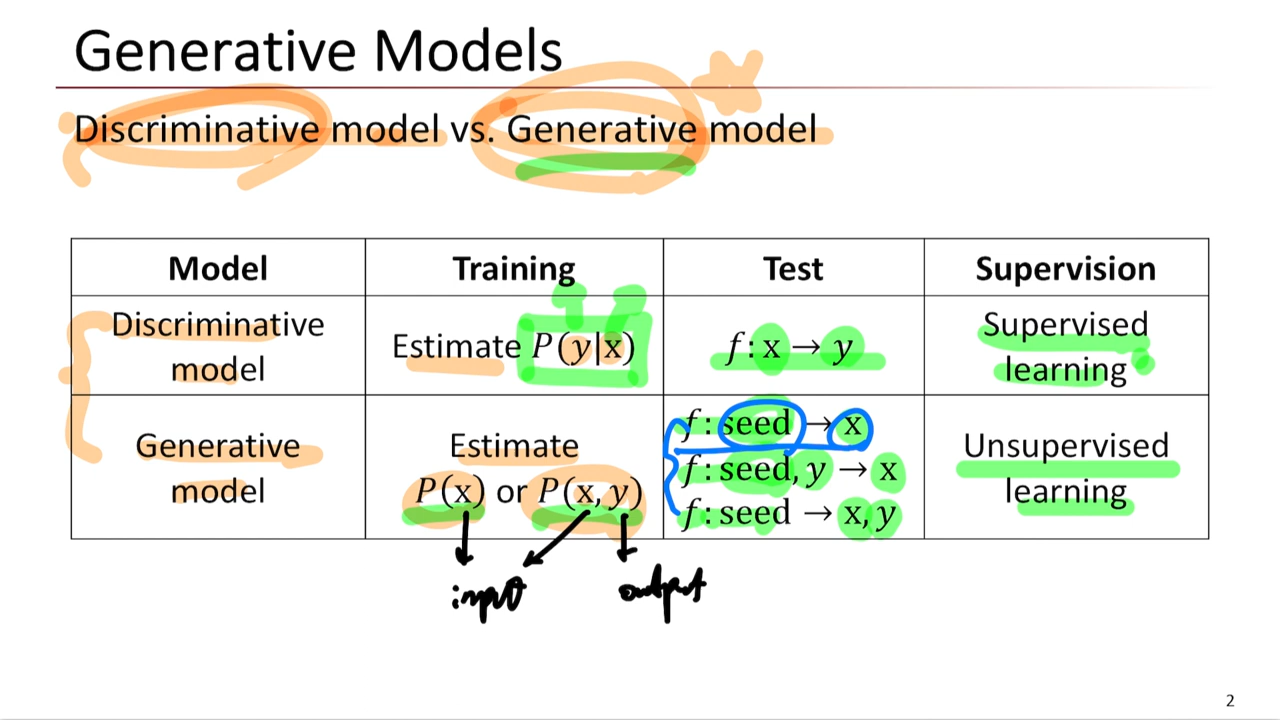 Generative Models
Discriminative model vs. Generative model
Model Training Test Supervision
Discriminative model
Estimate P(y|x)
f: x → y
Supervised learning
Generative model
Estimate
P(x) or P(x, y)
f: seed → x
f: seed, y → x
f: seed → x, y
Unsupervised learning
input output
2